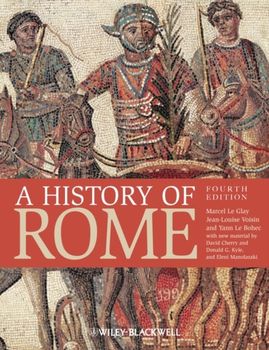 A HISTORY OF
ROME
FOURTH
EDITION
Marcel Le Glay
Jean-Louise Voisin
and Yann Le Bohec
with new material by
David Cherry and
Donald G. Kyle,
and Eleni Manolaraki
WILEY-BLACKWELL